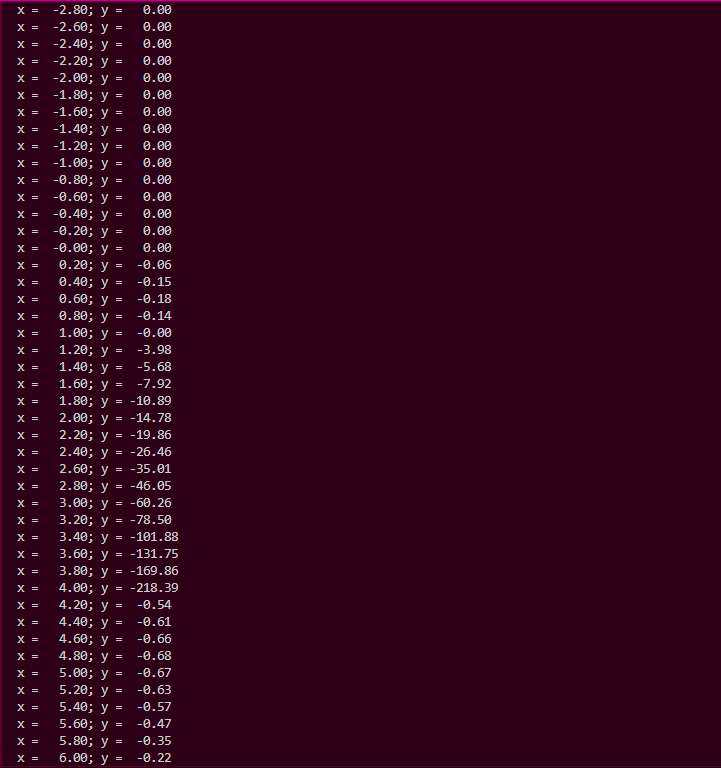 x =  -2.80; y =   0.00
x =  -2.60; y =   0.00
x =  -2.40; y =   0.00
x =  -2.20; y =   0.00
x =  -2.00; y =   0.00
x =  -1.80; y =   0.00
x =  -1.60; y =   0.00
x =  -1.40; y =   0.00
x =  -1.20; y =   0.00
x =  -1.00; y =   0.00
x =  -0.80; y =   0.00
x =  -0.60; y =   0.00
x =  -0.40; y =   0.00
x =  -0.20; y =   0.00
x =  -0.00; y =   0.00
x =   0.20; y =  -0.06
x =   0.40; y =  -0.15
x =   0.60; y =  -0.18
x =   0.80; y =  -0.14
x =   1.00; y =  -0.00
x =   1.20; y =  -3.98
x =   1.40; y =  -5.68
x =   1.60; y =  -7.92
x =   1.80; y = -10.89
x =   2.00; y = -14.78
x =   2.20; y = -19.86
x =   2.40; y = -26.46
x =   2.60; y = -35.01
x =   2.80; y = -46.05
x =   3.00; y = -60.26
x =   3.20; y = -78.50
x =   3.40; y = -101.88
x =   3.60; y = -131.75
x =   3.80; y = -169.86
x =   4.00; y = -218.39
x =   4.20; y =  -0.54
x =   4.40; y =  -0.61
x =   4.60; y =  -0.66
x =   4.80; y =  -0.68
x =   5.00; y =  -0.67
x =   5.20; y =  -0.63
x =   5.40; y =  -0.57
x =   5.60; y =  -0.47
x =   5.80; y =  -0.35
x =   6.00; y =  -0.22